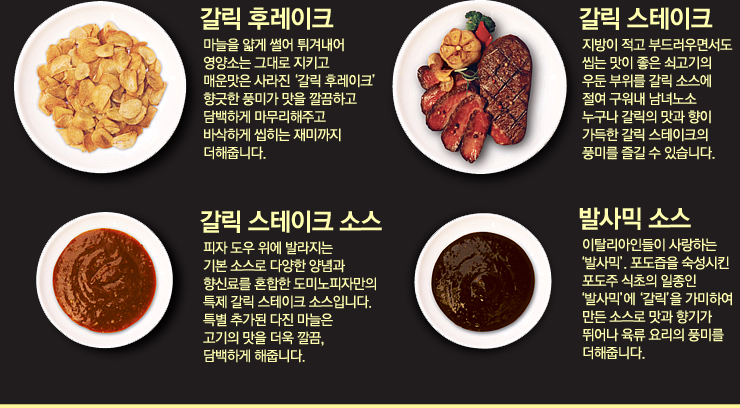 갈릭 후레이크
마늘을 얇게 썰어 튀겨내어
영양소는 그대로 지키고
매운맛은 사라진 '갈릭 후레이크'
향긋한 풍미가 맛을 깔끔하고
담백하게 마무리해주고
바삭하게 씹히는 재미까지
더해줍니다.
갈릭 스테이크
지방이 적고 부드러우면서도
씹는 맛이 좋은 쇠고기의
우둔 부위를 갈릭 소스에
절여 구워내 남녀노소
누구나 갈릭의 맛과 향이
가득한 갈릭 스테이크의
풍미를 즐길 수 있습니다.
갈릭 스테이크 소스
피자 도우 위에 발라지는
기본 소스로 다양한 양념과
향신료를 혼합한 도미노피자만의
특제 갈릭 스테이크 소스입니다.
특별 추가된 다진 마늘은
고기의 맛을 더욱 깔끔,
담백하게 해줍니다.
발사믹 소스
이탈리아인들이 사랑하는
'발사믹'. 포도즙을 숙성시킨
포도주 식초의 일종인
'발사믹'에 '갈릭'을 가미하여
만든 소스로 맛과 향기가
뛰어나 육류 요리의 풍미를
더해줍니다.